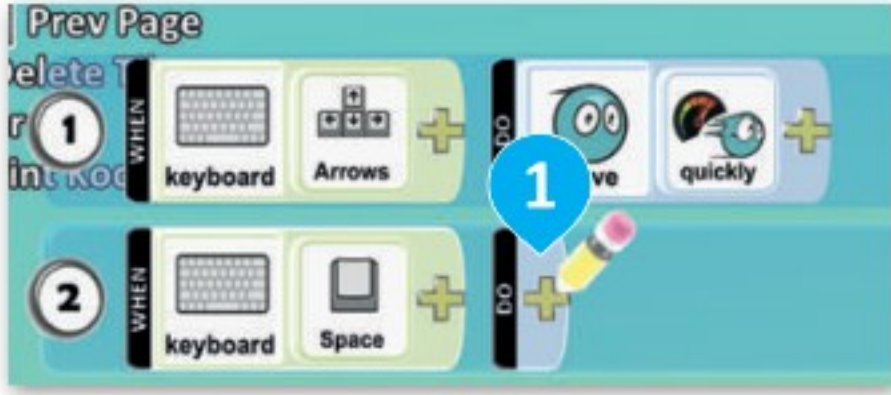 Prev Page
1 WHEN keyboard Arrows DO quickly
1
2 WHEN keyboard Space DO